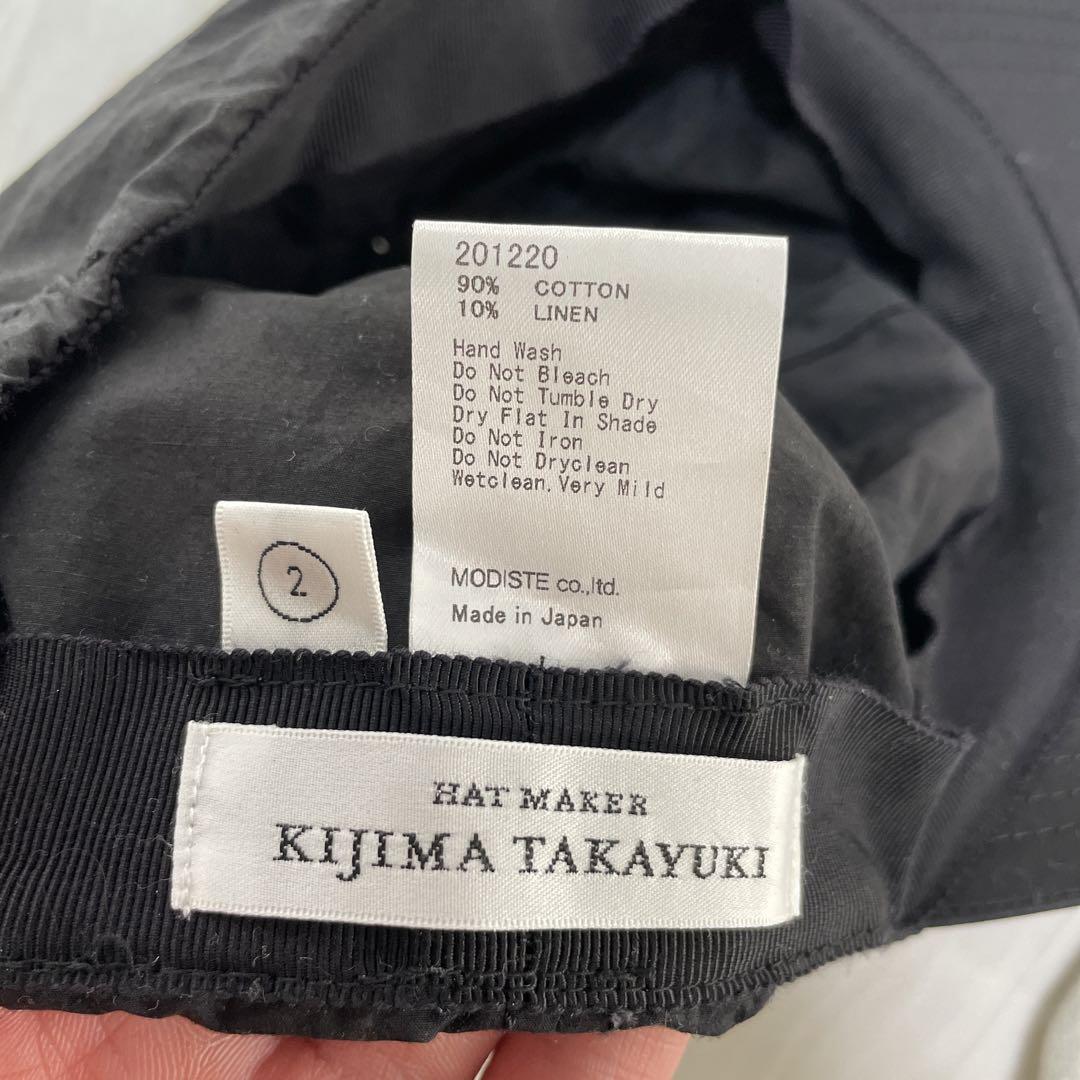 201220
90% COTTON
10% LINEN
Hand Wash
Do Not Bleach
Do Not Tumble Dry
Dry Flat In Shade
Do Not Iron
Do Not Dryclean
Wetclean,Very Mild
MODISTE co.,ltd.
Made in Japan
2
HAT MAKER
KIJIMA TAKAYUKI